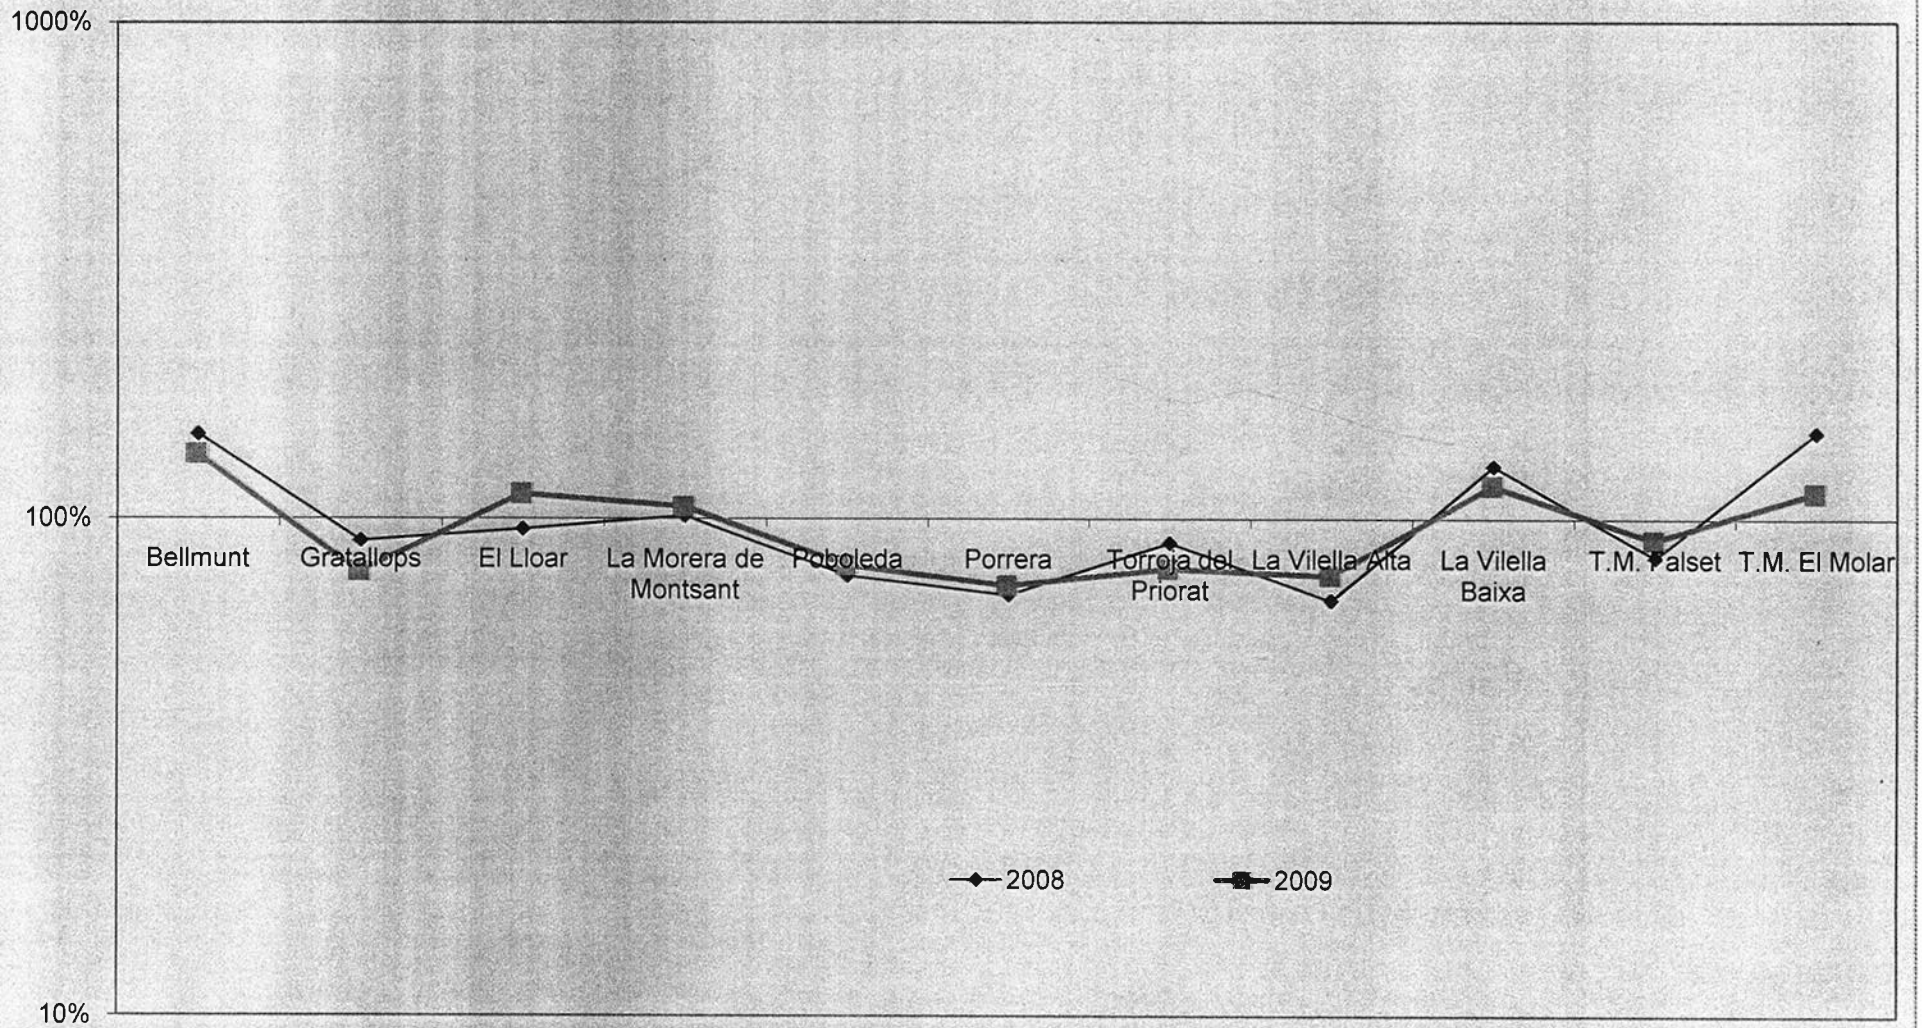 1000%
100%
Bellmunt
Gratallops
El Lloar
La Morera de
Montsant
Poboleda
Porrera
Torroja del
Priorat
La Vilella Alta
La Vilella
Baixa
T.M. Falset
T.M. El Molar
2008
2009
10%